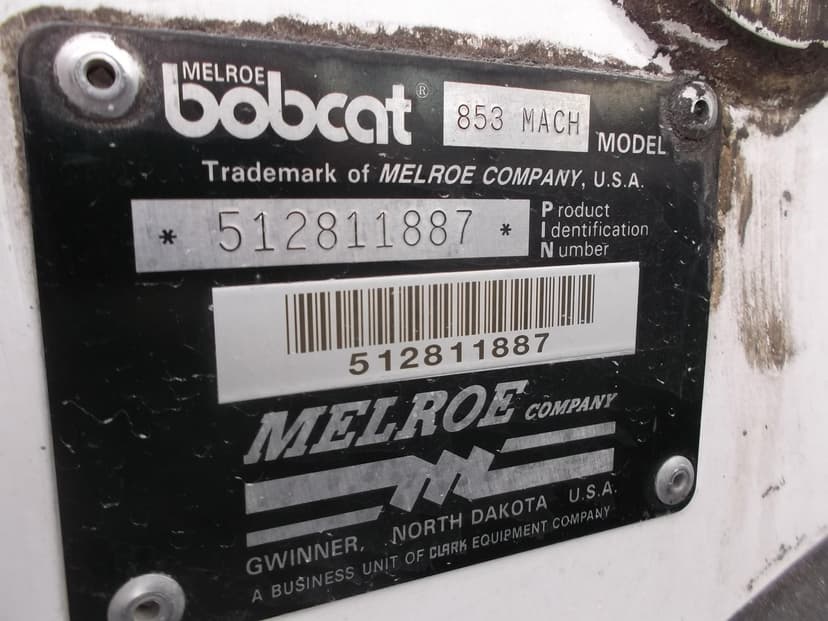 MELROE
bobcat® 853 MACH MODEL
Trademark of MELROE COMPANY, U.S.A.
* 512811887 * Product Identification Number
512811887
MELROE COMPANY
GWINNER, NORTH DAKOTA U.S.A.
A BUSINESS UNIT OF CLARK EQUIPMENT COMPANY